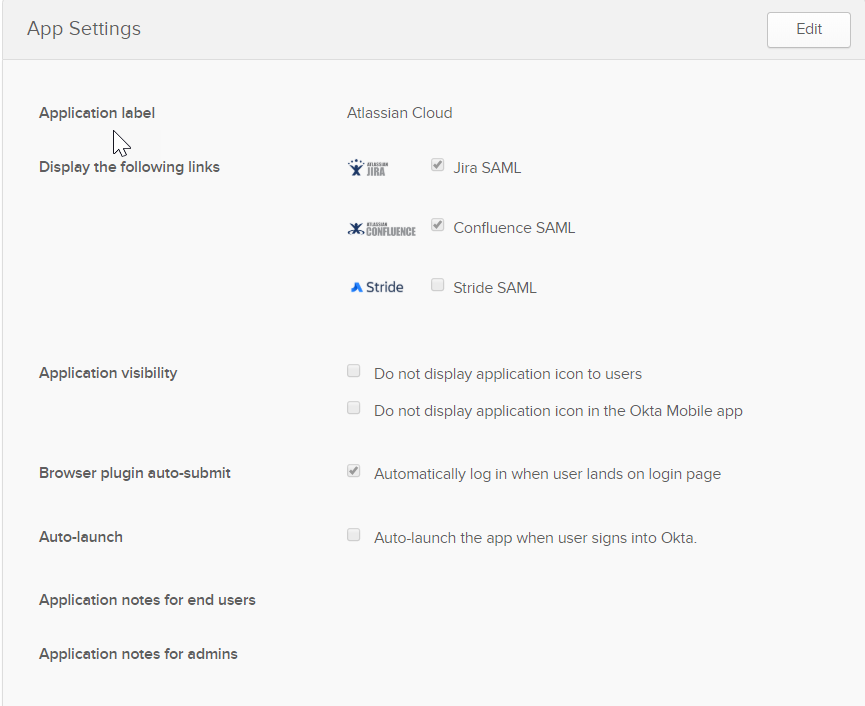 App Settings
Edit
Application label
Atlassian Cloud
Display the following links
ATLASSIAN
JIRA
Jira SAML
ATLASSIAN
CONFLUENCE
Confluence SAML
Stride
Stride SAML
Application visibility
Do not display application icon to users
Do not display application icon in the Okta Mobile app
Browser plugin auto-submit
Automatically log in when user lands on login page
Auto-launch
Auto-launch the app when user signs into Okta.
Application notes for end users
Application notes for admins